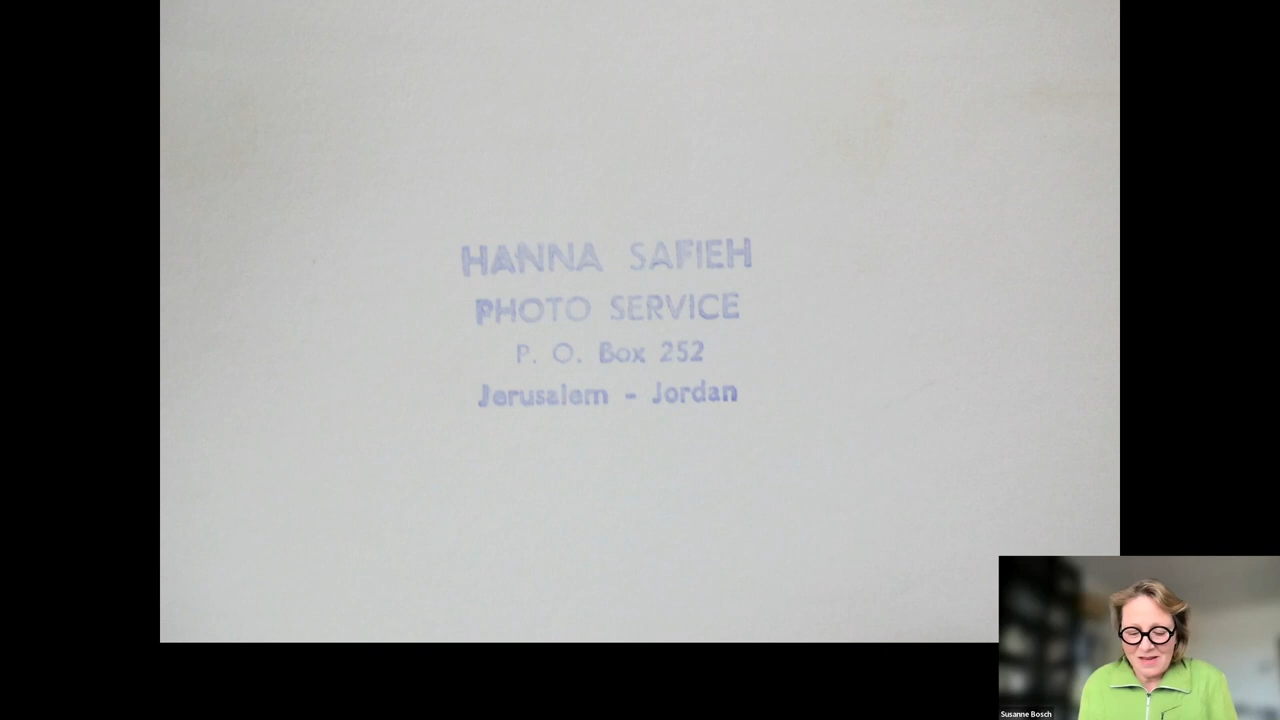 HANNA SAFIEH
PHOTO SERVICE
P. O. Box 252
Jerusalem - Jordan
Susanne Bosch